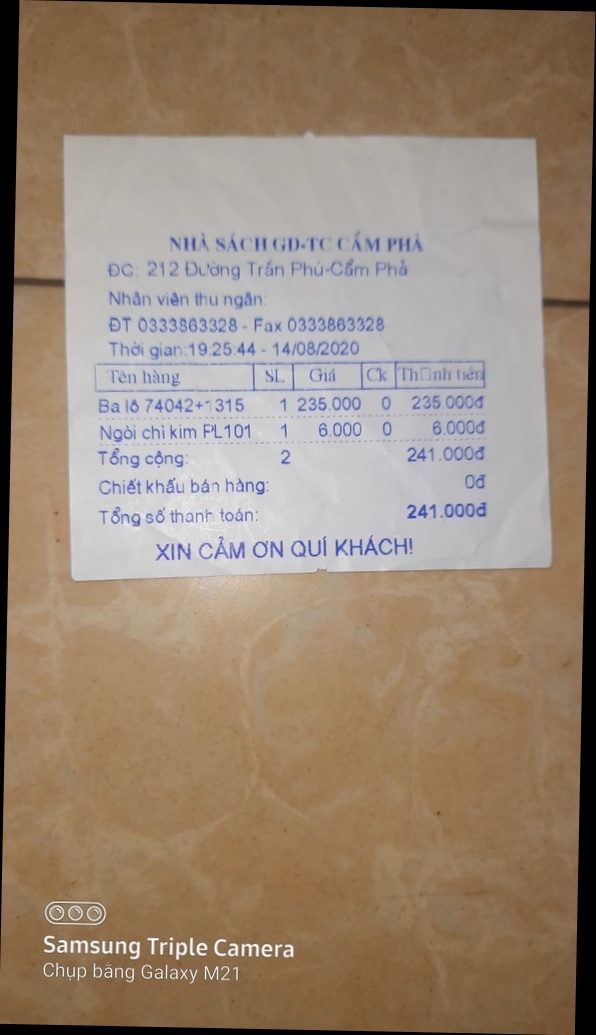 NHÀ SÁCH GD-TC CẨM PHẢ
ĐC: 212 Đường Trần Phú-Cẩm Phả
Nhân viên thu ngân:
ĐT 0333863328 - Fax 0333863328
Thời gian:19:25:44 - 14/08/2020
Tên hàng SL Giá Ck Th□nh tiền
Ba lô 74042+1315 1 235.000 0 235.000đ
Ngòi chì kim PL101 1 6.000 0 6.000đ
Tổng cộng: 2 241.000đ
Chiết khấu bán hàng: 0đ
Tổng số thanh toán: 241.000đ
XIN CẢM ƠN QUÍ KHÁCH!
Samsung Triple Camera
Chụp bằng Galaxy M21